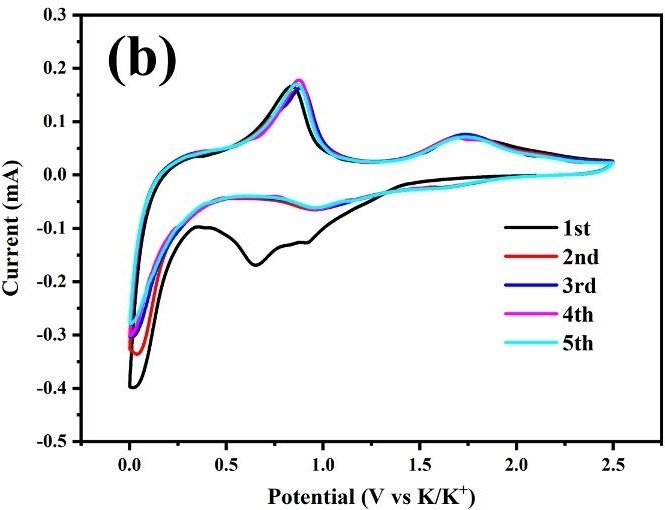 (b)
0.3
0.2
0.1
0.0
-0.1
-0.2
-0.3
-0.4
-0.5
Current (mA)
1st
2nd
3rd
4th
5th
0.0 0.5 1.0 1.5 2.0 2.5
Potential (V vs K/K⁺)